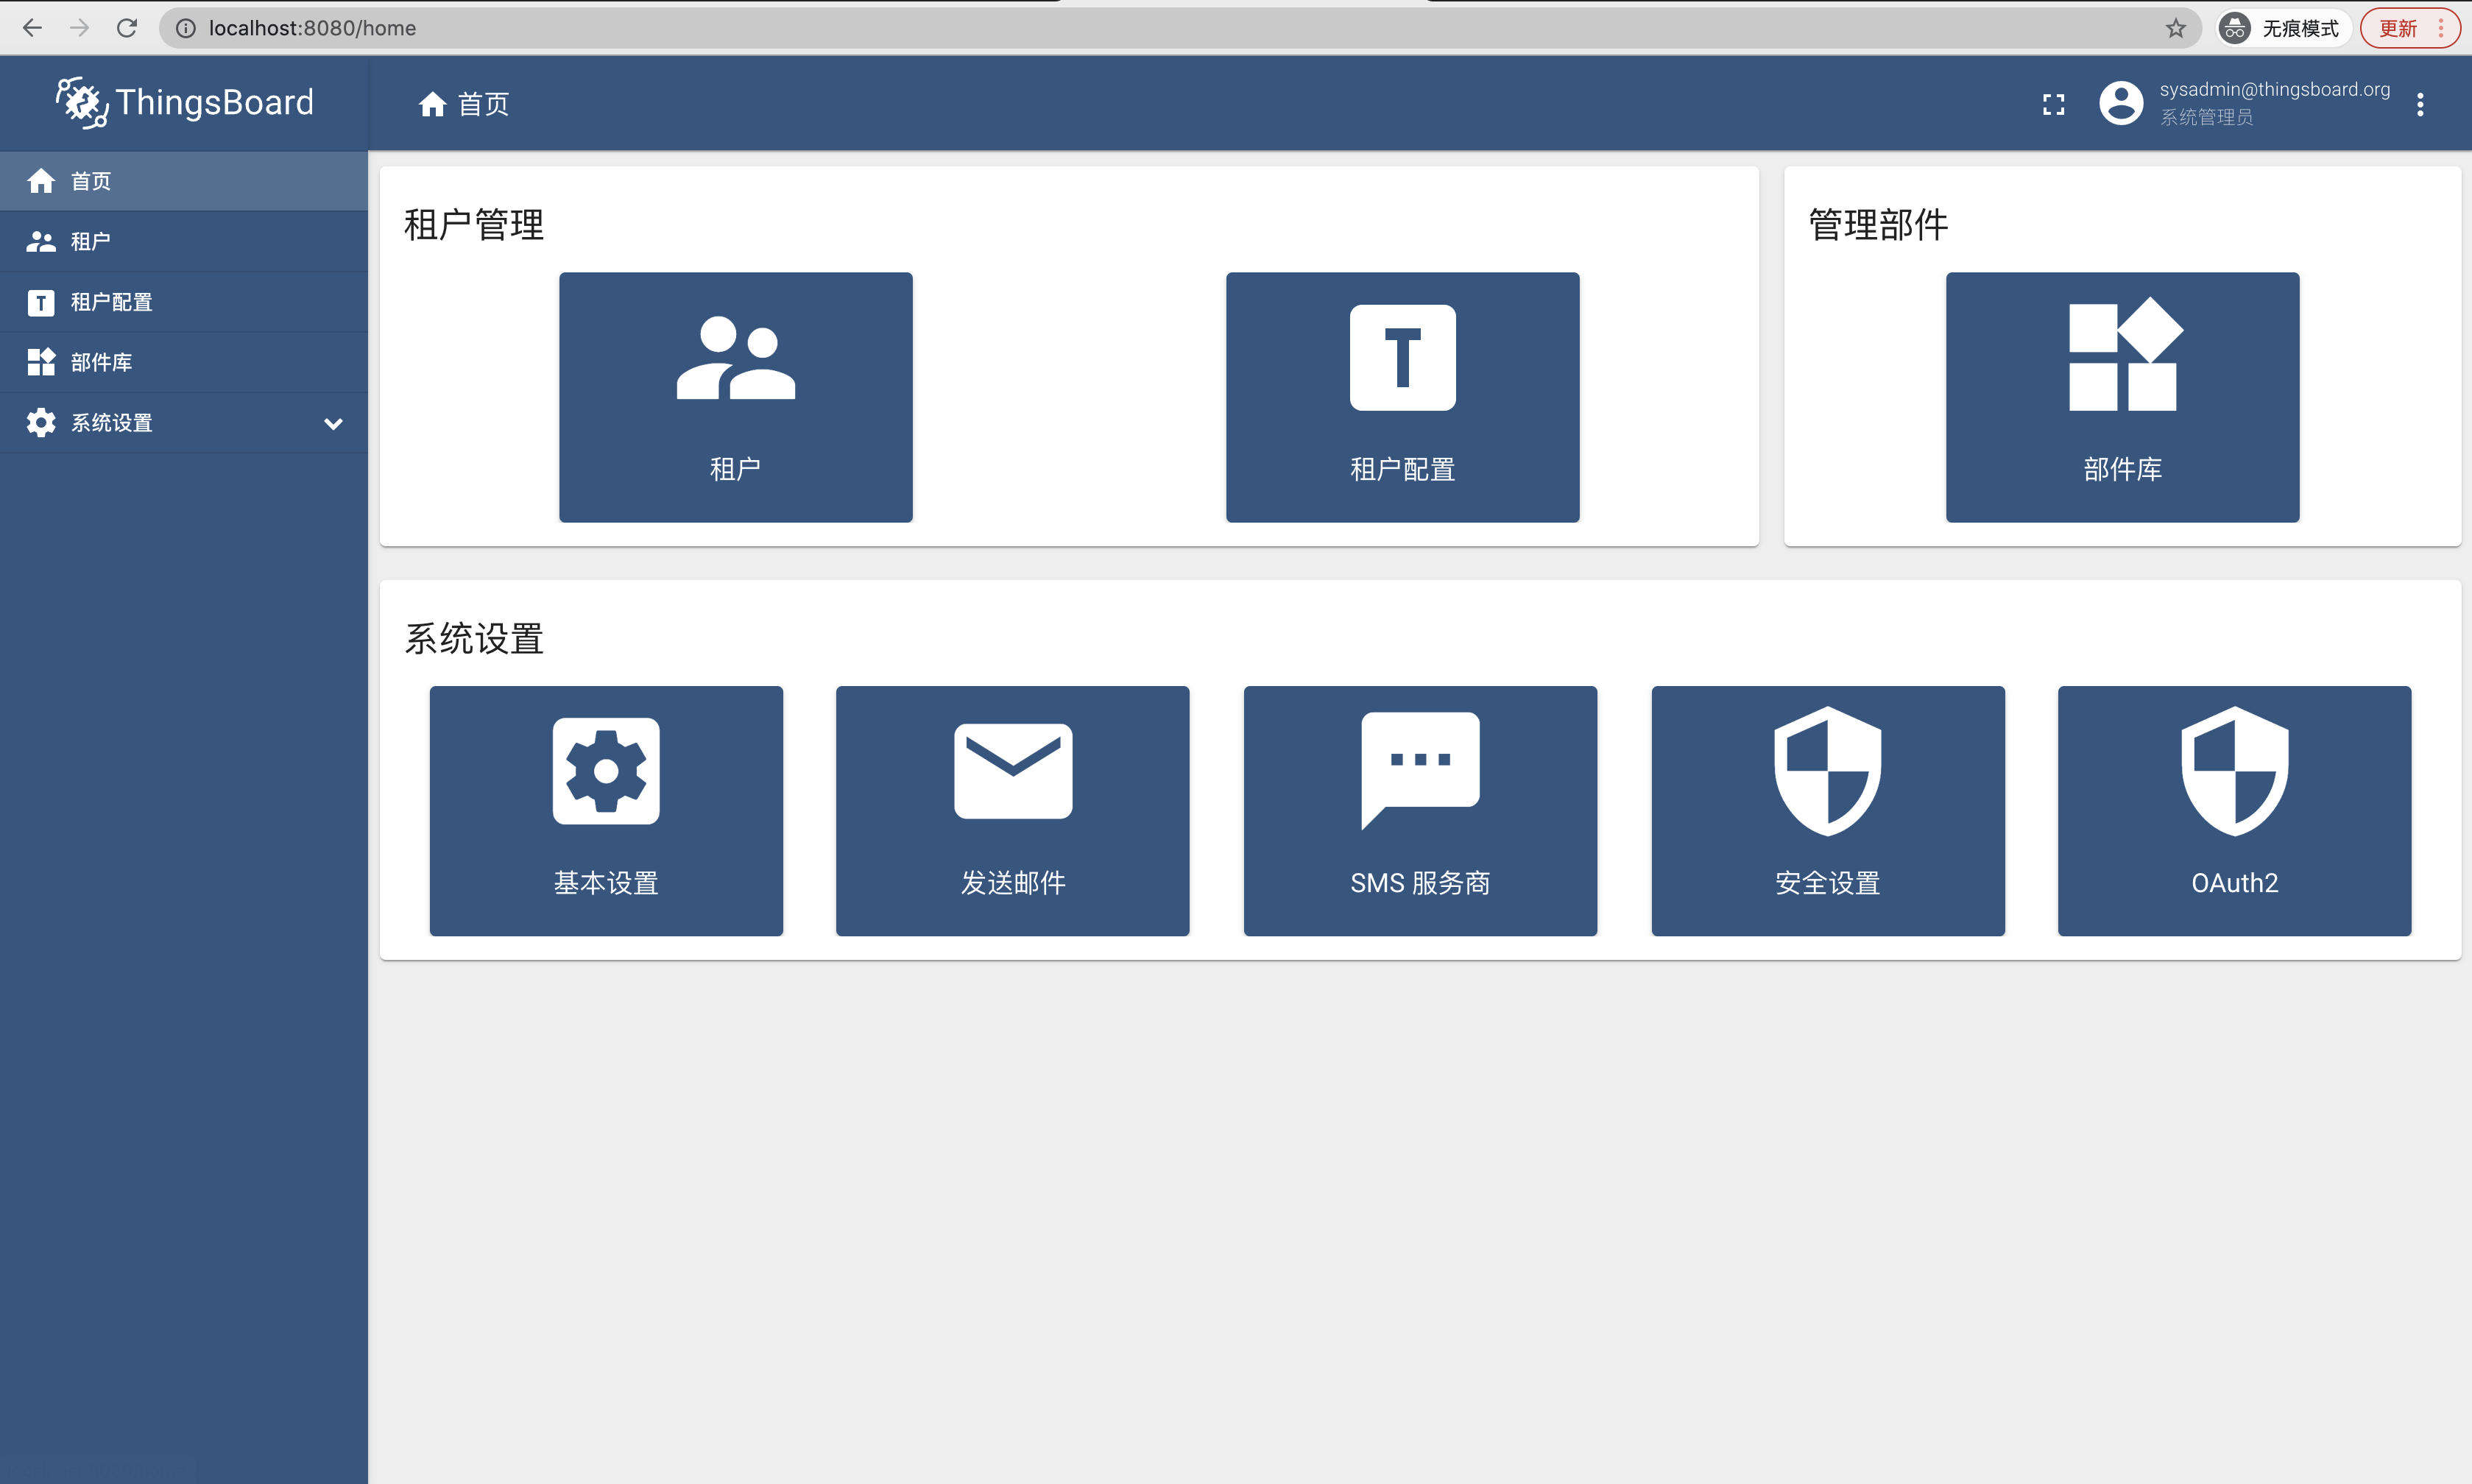 localhost:8080/home
无痕模式
更新
ThingsBoard
首页
sysadmin@thingsboard.org
系统管理员
首页
租户
租户配置
部件库
系统设置
租户管理
租户
租户配置
管理部件
部件库
系统设置
基本设置
发送邮件
SMS 服务商
安全设置
OAuth2